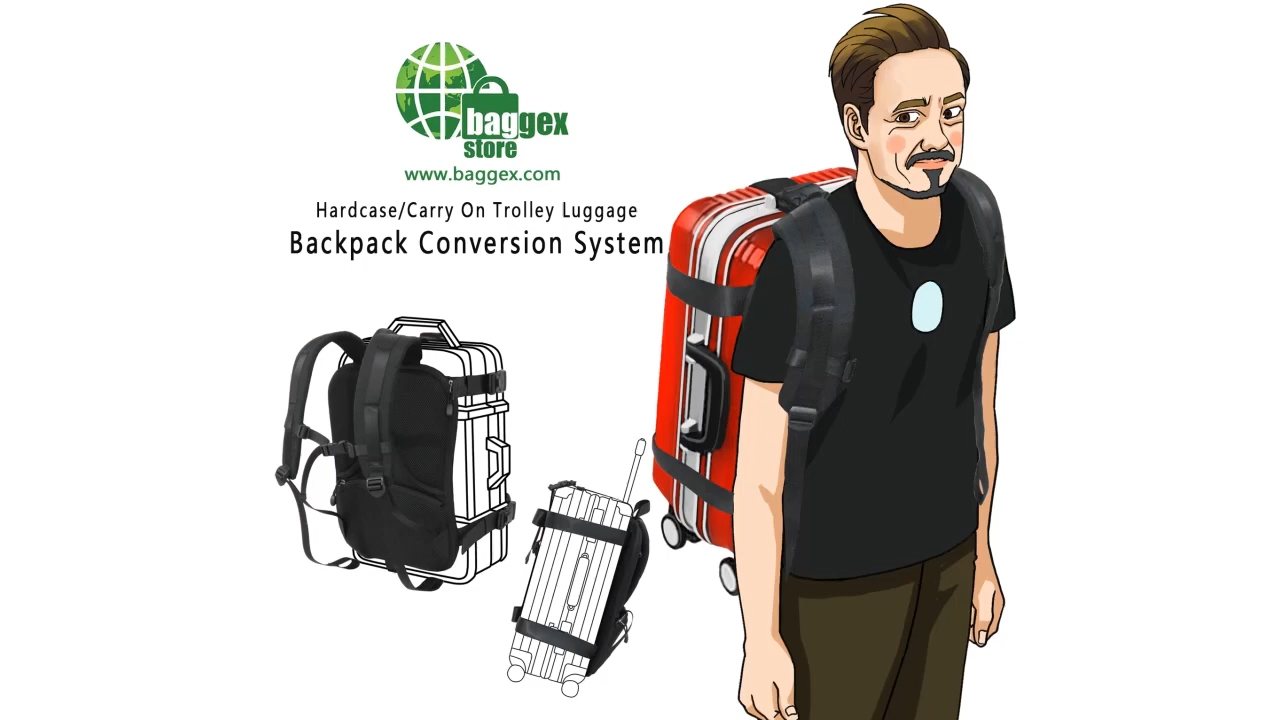 baggex
store
www.baggex.com
Hardcase/Carry On Trolley Luggage
Backpack Conversion System